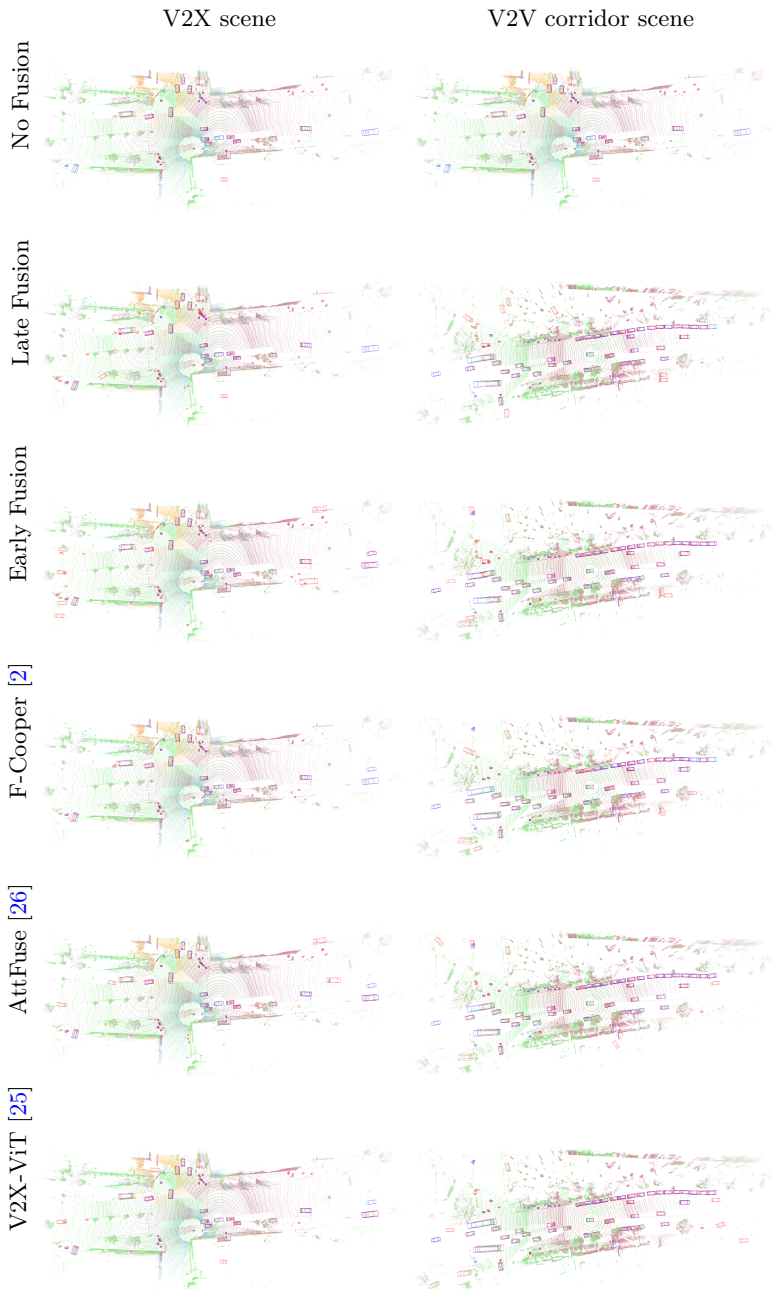 V2X scene
V2V corridor scene
No Fusion
Late Fusion
Early Fusion
F-Cooper [2]
AttFuse [26]
V2X-ViT [25]